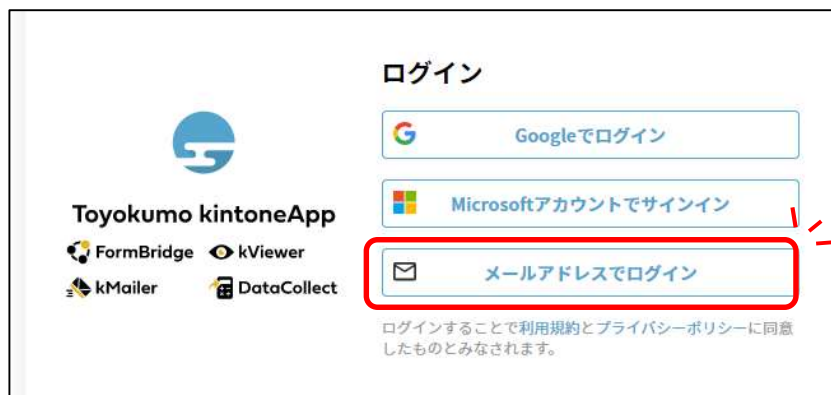 ログイン
Googleでログイン
Microsoftアカウントでサインイン
メールアドレスでログイン
ログインすることで利用規約とプライバシーポリシーに同意
したものとみなされます。
Toyokumo kintoneApp
FormBridge kViewer
kMailer DataCollect